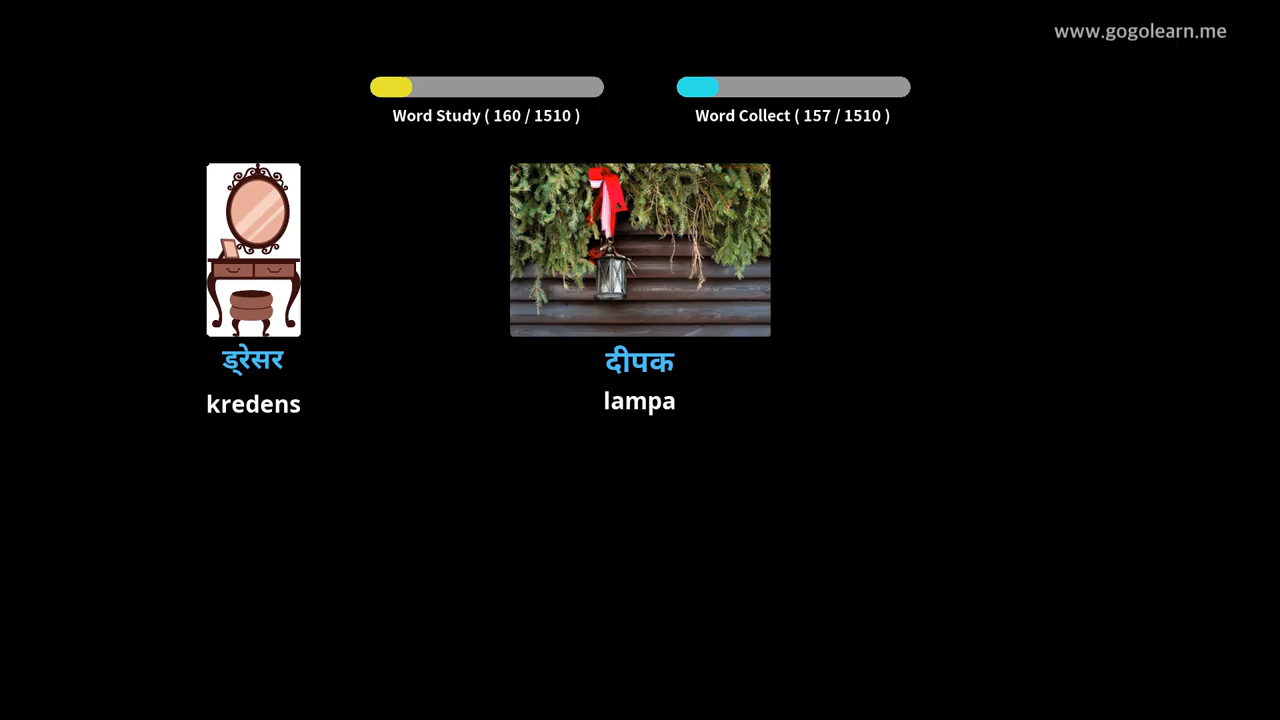 www.gogolearn.me
Word Study ( 160 / 1510 )
Word Collect ( 157 / 1510 )
ड्रेसर
दीपक
kredens
lampa